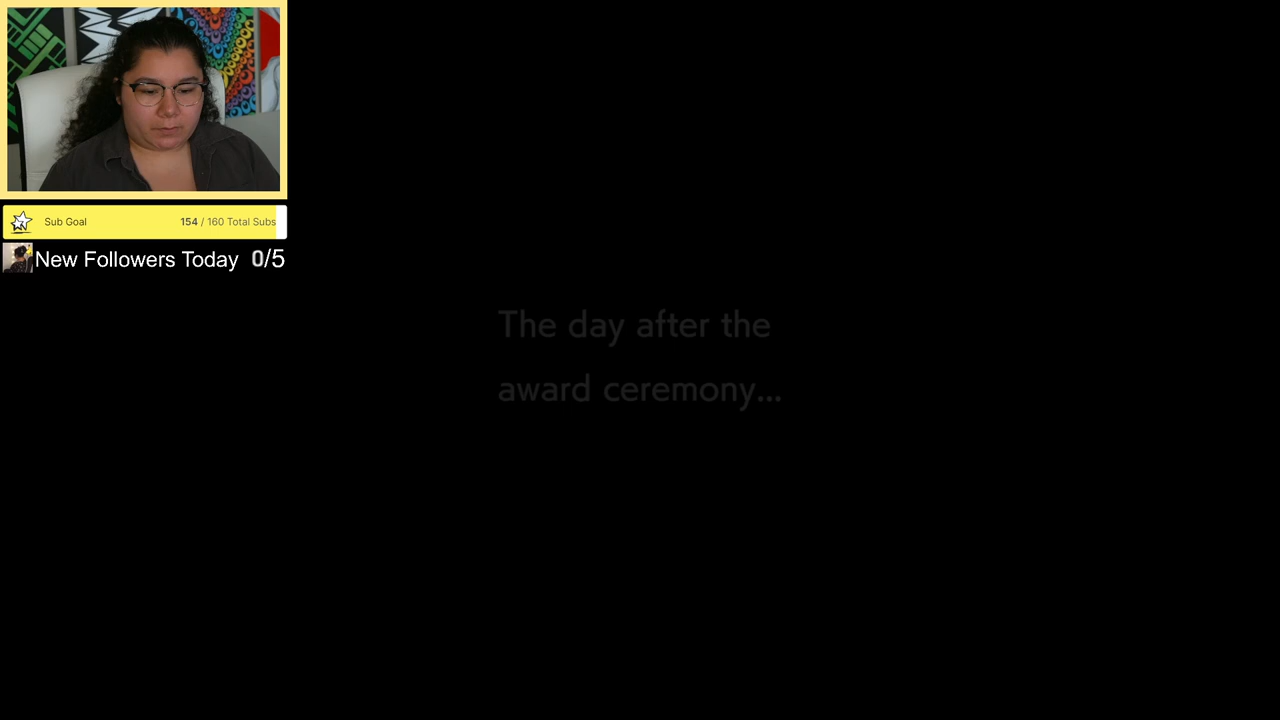 Sub Goal 154 / 160 Total Subs
New Followers Today 0/5
The day after the
award ceremony...